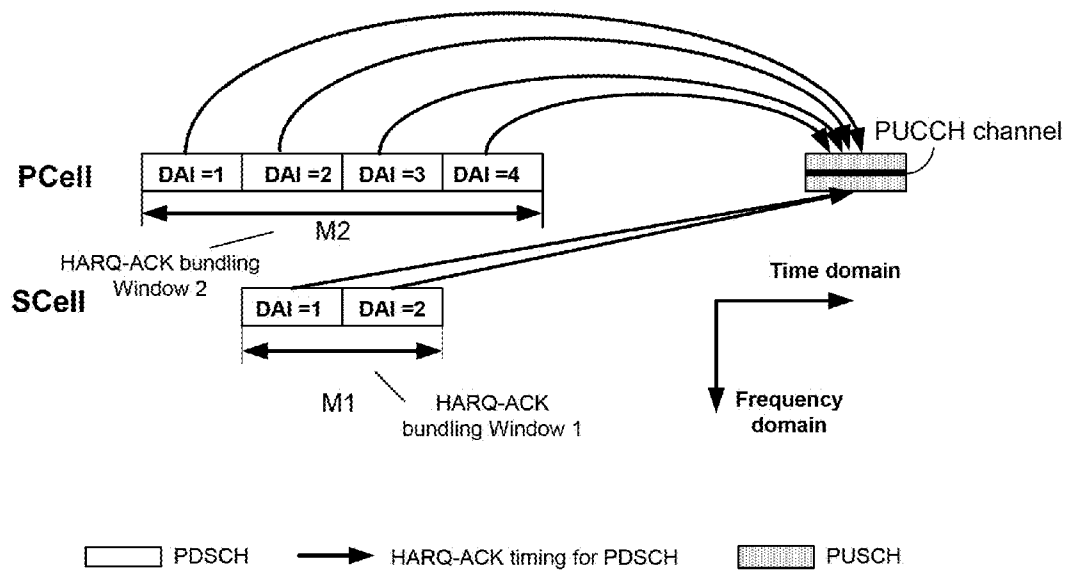 PUCCH channel
PCell
DAI =1
DAI =2
DAI =3
DAI =4
M2
HARQ-ACK bundling
Window 2
SCell
DAI =1
DAI =2
Time domain
M1
HARQ-ACK
bundling Window 1
Frequency
domain
PDSCH
HARQ-ACK timing for PDSCH
PUSCH